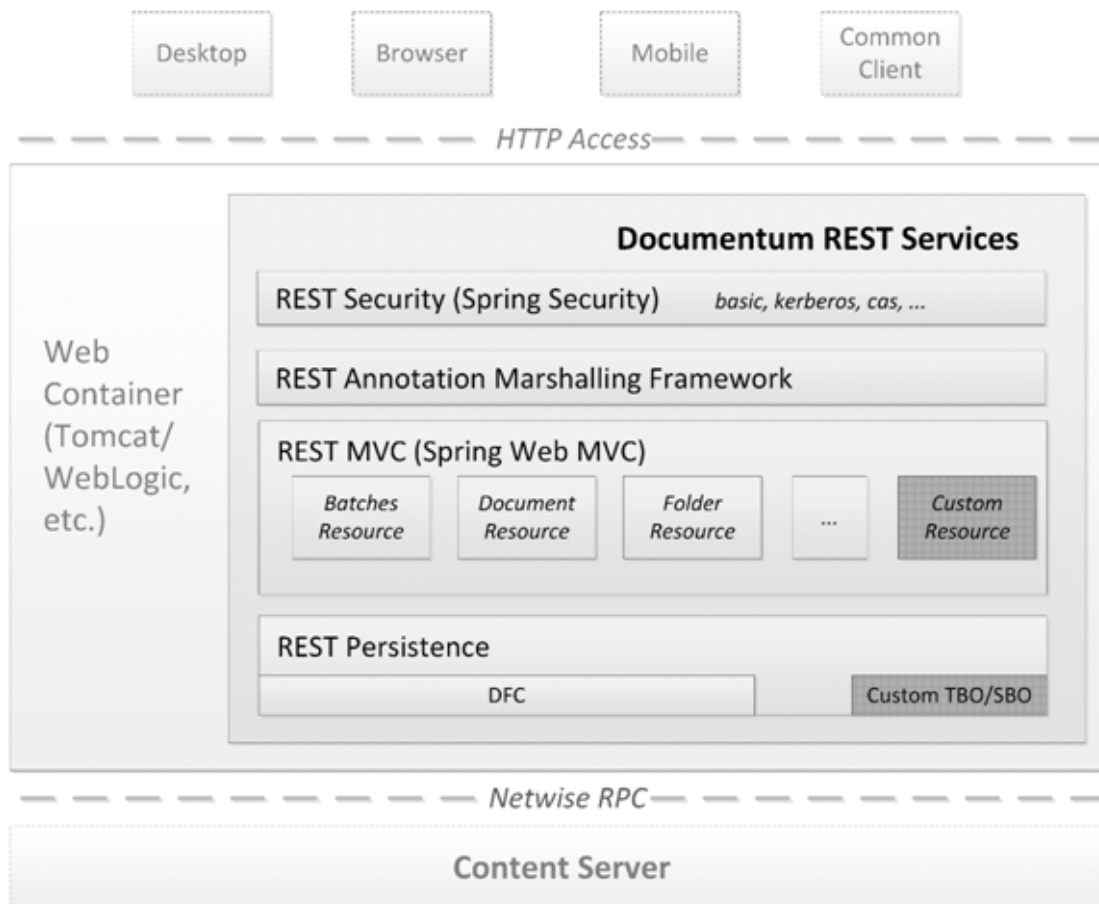 Desktop
Browser
Mobile
Common
Client
HTTP Access
Web
Container
(Tomcat/
WebLogic,
etc.)
Documentum REST Services
REST Security (Spring Security) basic, kerberos, cas, ...
REST Annotation Marshalling Framework
REST MVC (Spring Web MVC)
Batches
Resource
Document
Resource
Folder
Resource
...
Custom
Resource
REST Persistence
DFC
Custom TBO/SBO
Netwise RPC
Content Server